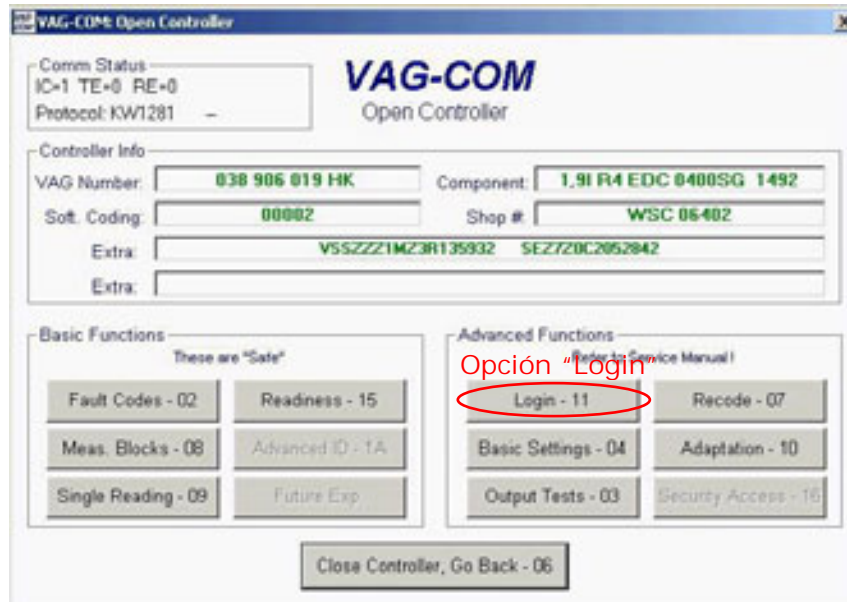 VAG-COM: Open Controller
Comm Status
IC=1 TE=0 RE=0
Protocol: KW1281 –
VAG-COM
Open Controller
Controller Info
VAG Number: 038 906 019 HK
Component: 1,9l R4 EDC 0400SG 1492
Soft. Coding: 00002
Shop #: WSC 06402
Extra: VSSZZZ1MZ3R135932 SEZ7Z0C2052842
Extra:
Basic Functions
These are "Safe"
Fault Codes - 02
Readiness - 15
Meas. Blocks - 08
Advanced ID - 1A
Single Reading - 09
Future Exp
Advanced Functions
Refer to Service Manual!
Opción “Login”
Login - 11
Recode - 07
Basic Settings - 04
Adaptation - 10
Output Tests - 03
Security Access - 16
Close Controller, Go Back - 06